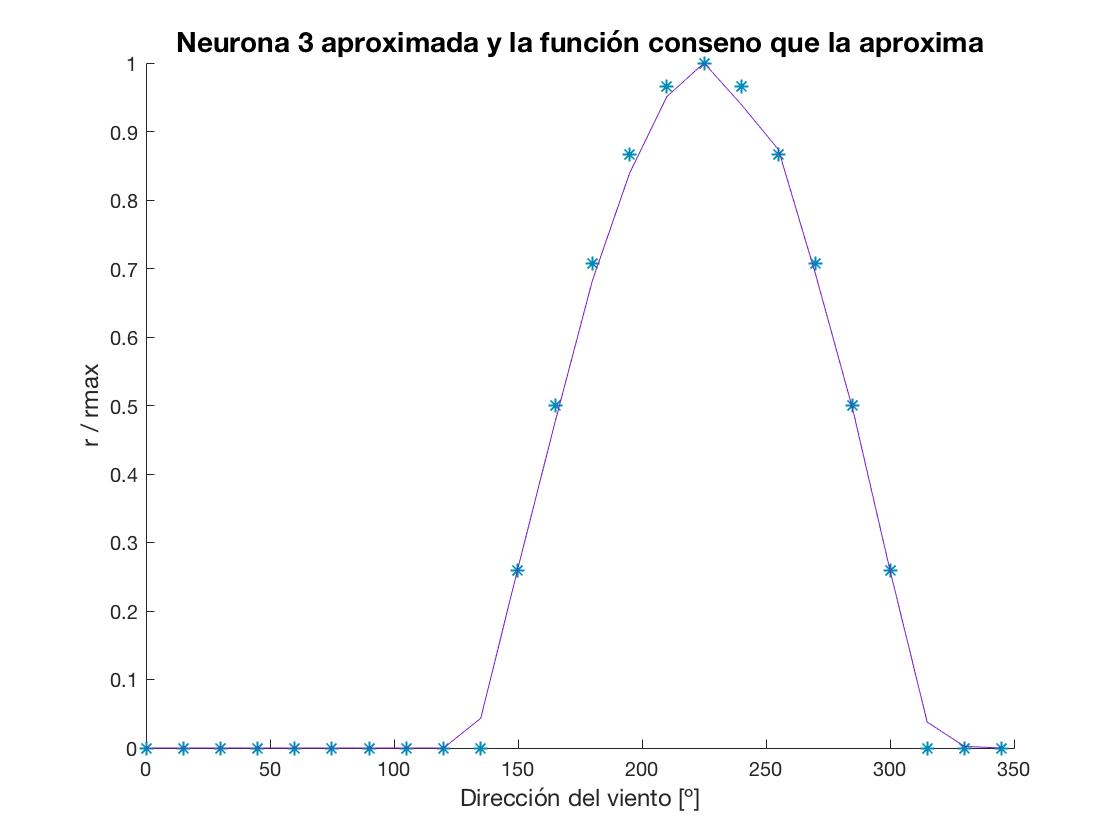 Neurona 3 aproximada y la función conseno que la aproxima
1
0.9
0.8
0.7
0.6
0.5
0.4
0.3
0.2
0.1
0
r / rmax
0 50 100 150 200 250 300 350
Dirección del viento [º]